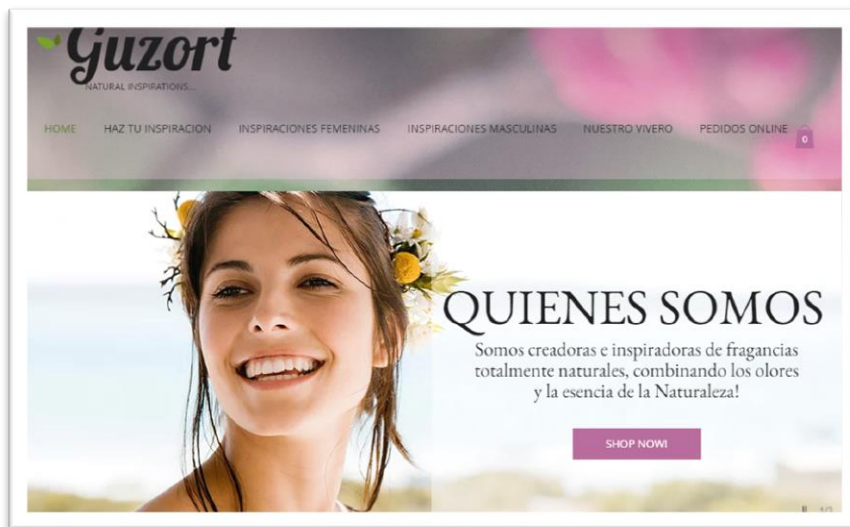 Guzort
NATURAL INSPIRATIONS...
HOME HAZ TU INSPIRACION INSPIRACIONES FEMENINAS INSPIRACIONES MASCULINAS NUESTRO VIVERO PEDIDOS ONLINE 0
QUIENES SOMOS
Somos creadoras e inspiradoras de fragancias
totalmente naturales, combinando los olores
y la esencia de la Naturaleza!
SHOP NOW!